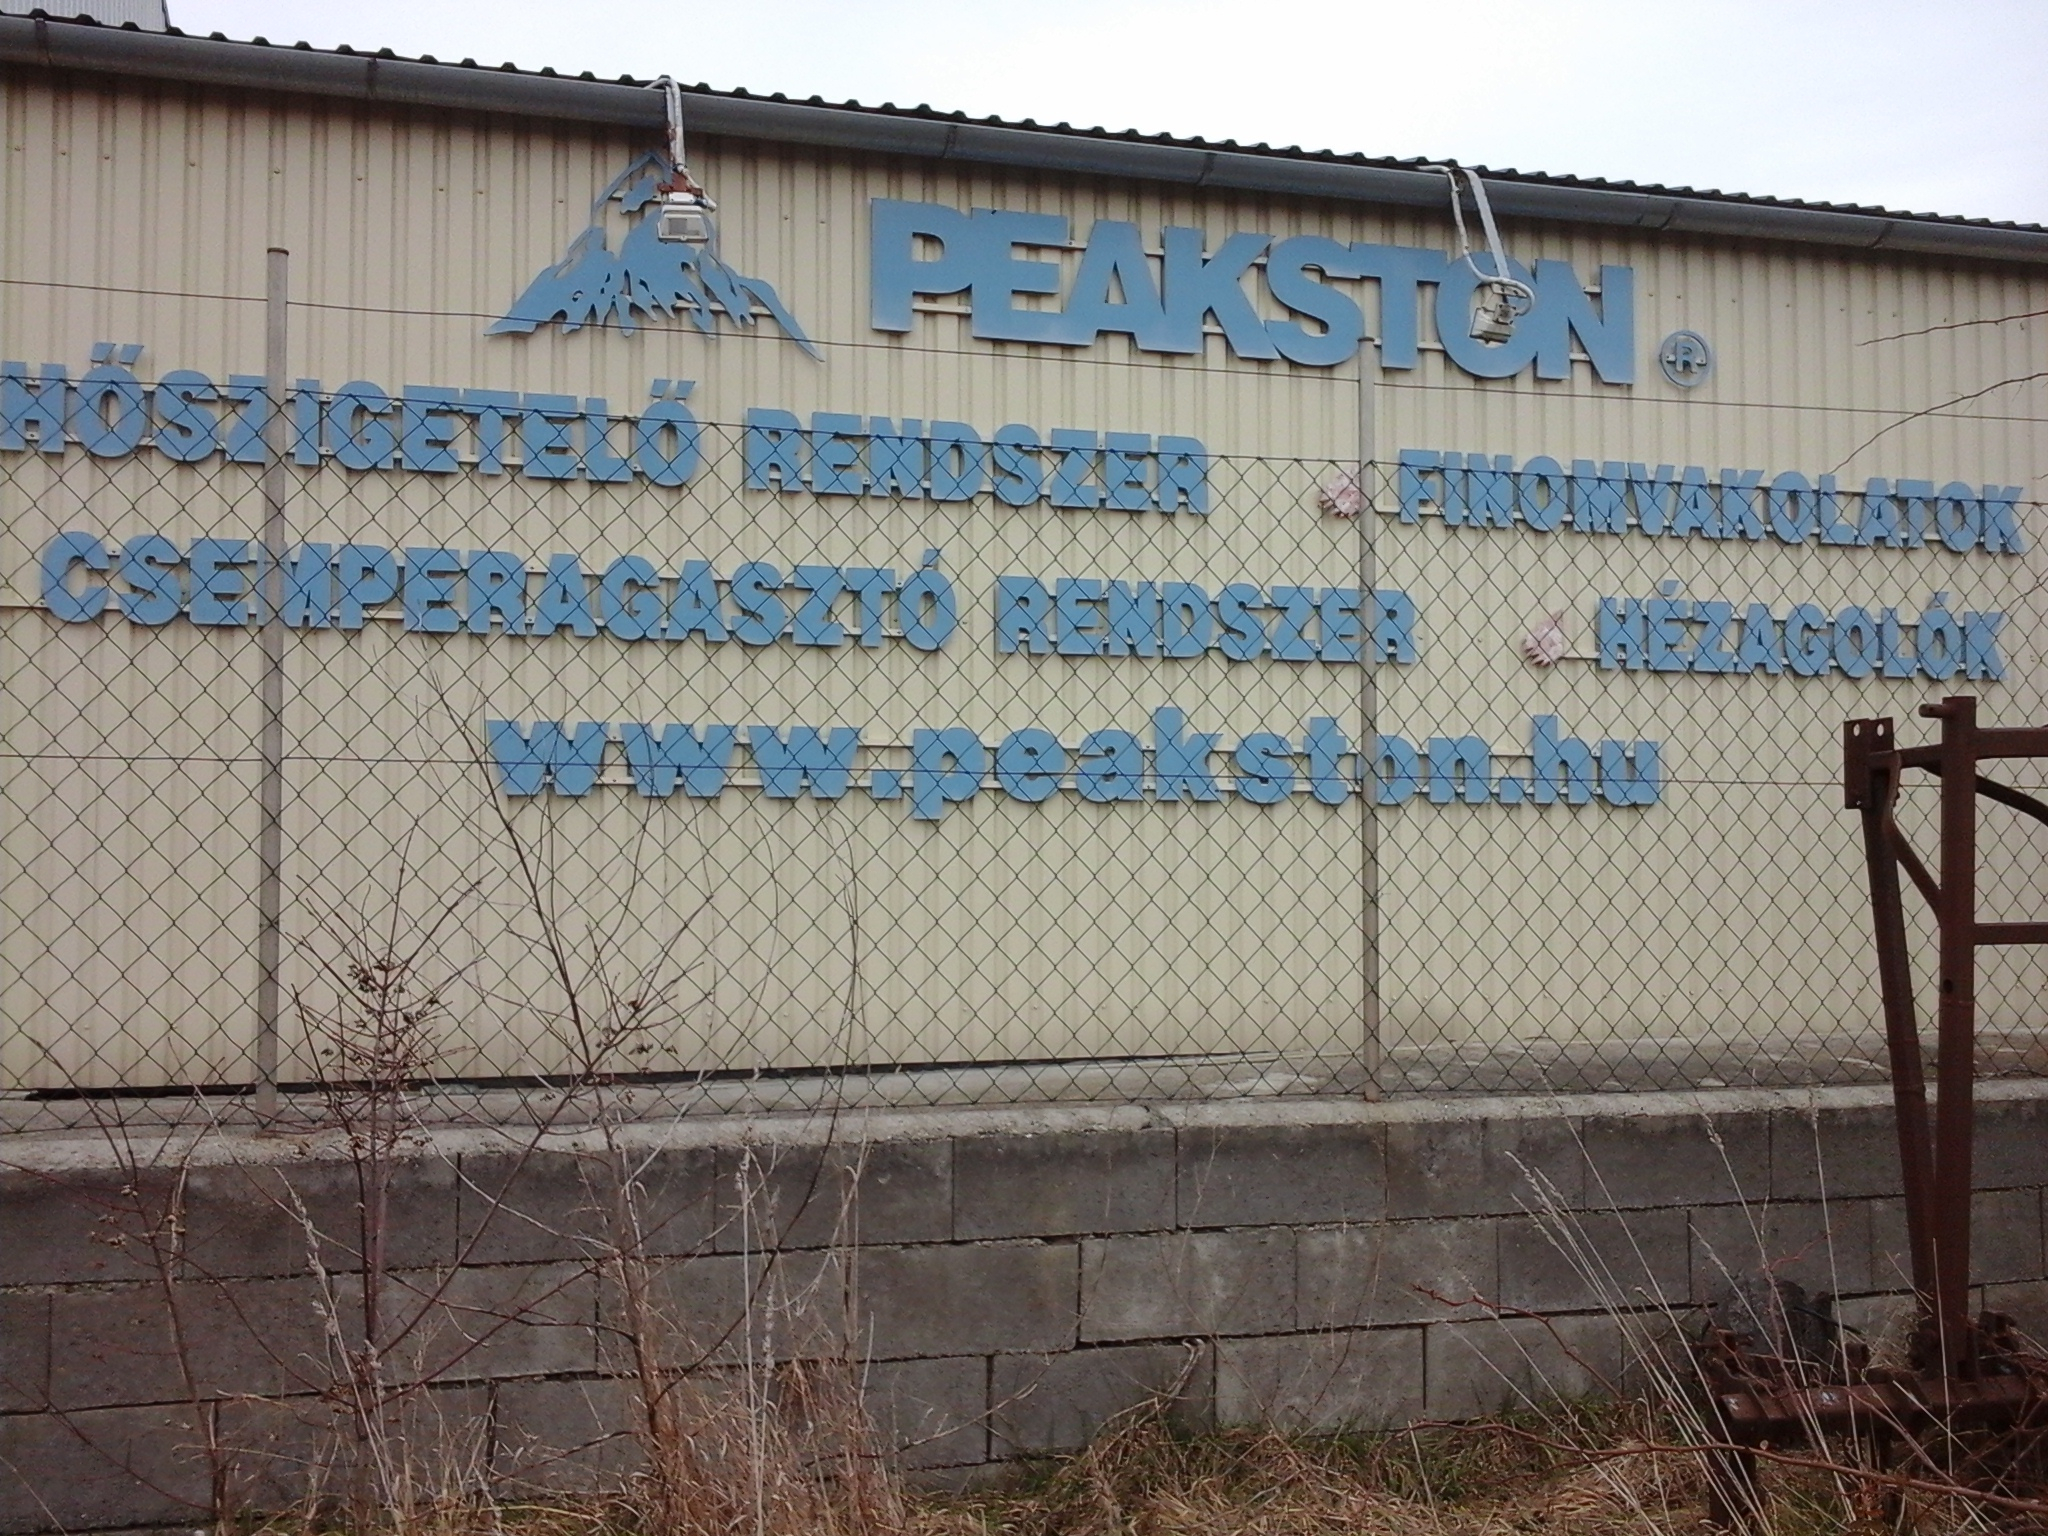 PEAKSTON ®
HŐSZIGETELŐ RENDSZER FINOMVAKOLATOK
CSEMPERAGASZTÓ RENDSZER HÉZAGOLÓK
www.peakston.hu